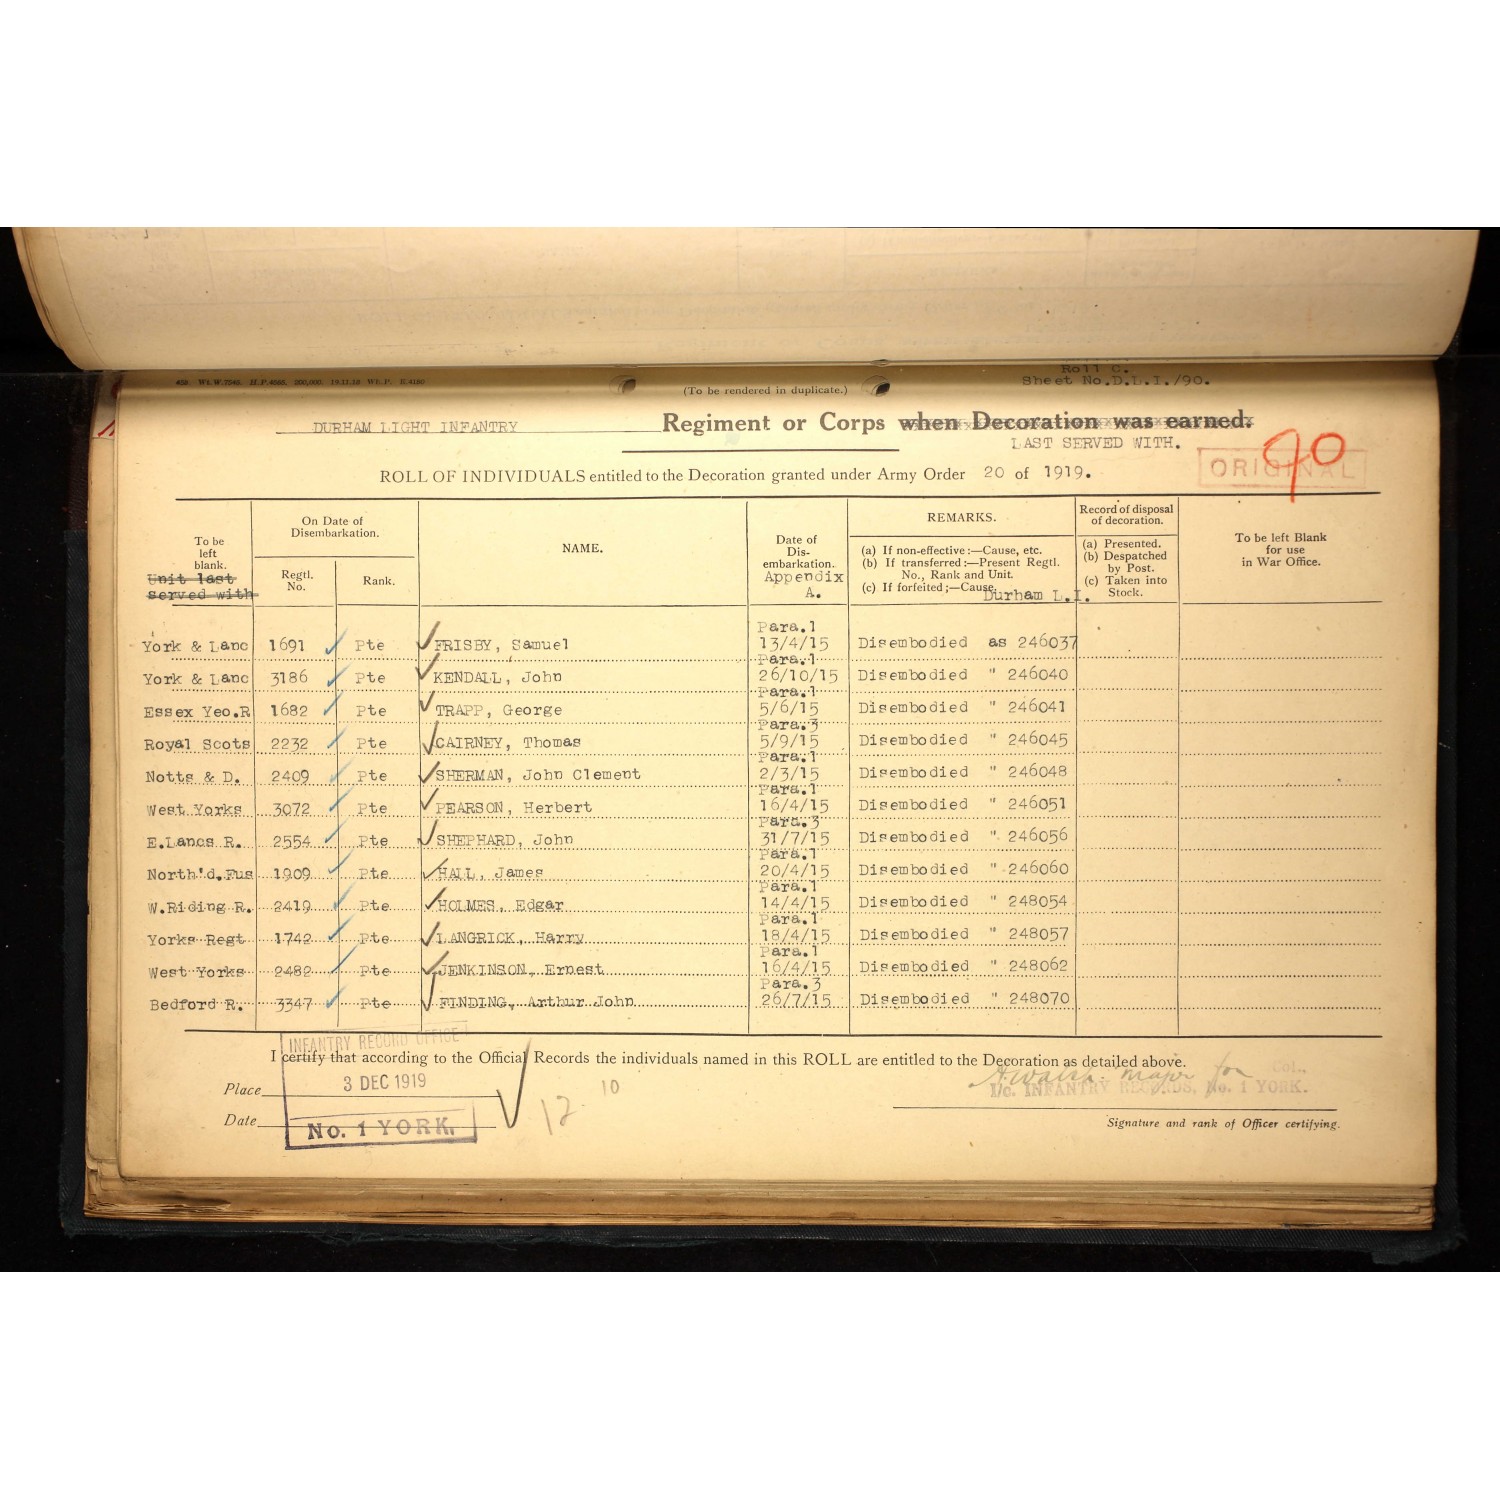 Roll C.
459. Wt. W.7545. H.P.4665. 200,000. 19.11.18 Wt.P. E.4180
(To be rendered in duplicate.)
Sheet No.D.L.I./90.
DURHAM LIGHT INFANTRY Regiment or Corps when Decoration was earned.
LAST SERVED WITH.
ORIGINAL
90
ROLL OF INDIVIDUALS entitled to the Decoration granted under Army Order 20 of 1919.
To be left blank.
Unit last served with
On Date of Disembarkation.
Regtl. No.
Rank.
NAME.
Date of Dis-embarkation.
Appendix A.
REMARKS.
(a) If non-effective:—Cause, etc.
(b) If transferred:—Present Regtl. No., Rank and Unit.
(c) If forfeited;—Cause.
Durham L.I.
Record of disposal of decoration.
(a) Presented.
(b) Despatched by Post.
(c) Taken into Stock.
To be left Blank for use in War Office.
Para.1
York & Lanc 1691 Pte FRISBY, Samuel 13/4/15 Disembodied as 246037
Para.1
York & Lanc 3186 Pte KENDALL, John 26/10/15 Disembodied " 246040
Para.1
Essex Yeo.R 1682 Pte TRAPP, George 5/6/15 Disembodied " 246041
Para.3
Royal Scots 2232 Pte CAIRNEY, Thomas 5/9/15 Disembodied " 246045
Para.1
Notts & D. 2409 Pte SHERMAN, John Clement 2/3/15 Disembodied " 246048
Para.1
West Yorks 3072 Pte PEARSON, Herbert 16/4/15 Disembodied " 246051
Para.3
E.Lancs R. 2554 Pte SHEPHARD, John 31/7/15 Disembodied " 246056
Para.1
North'd.Fus 1909 Pte HALL, James 20/4/15 Disembodied " 246060
Para.1
W.Riding R. 2419 Pte HOLMES, Edgar 14/4/15 Disembodied " 248054
Para.1
Yorks Regt 1742 Pte LANGRICK, Harry 18/4/15 Disembodied " 248057
Para.1
West Yorks 2482 Pte JENKINSON, Ernest 16/4/15 Disembodied " 248062
Para.3
Bedford R. 3347 Pte FINDING, Arthur John 26/7/15 Disembodied " 248070
INFANTRY RECORD OFFICE
I certify that according to the Official Records the individuals named in this ROLL are entitled to the Decoration as detailed above.
3 DEC 1919
Place
Date
No. 1 YORK.
12
10
Major for Col.,
I/c. INFANTRY RECORDS, No. 1 YORK.
Signature and rank of Officer certifying.